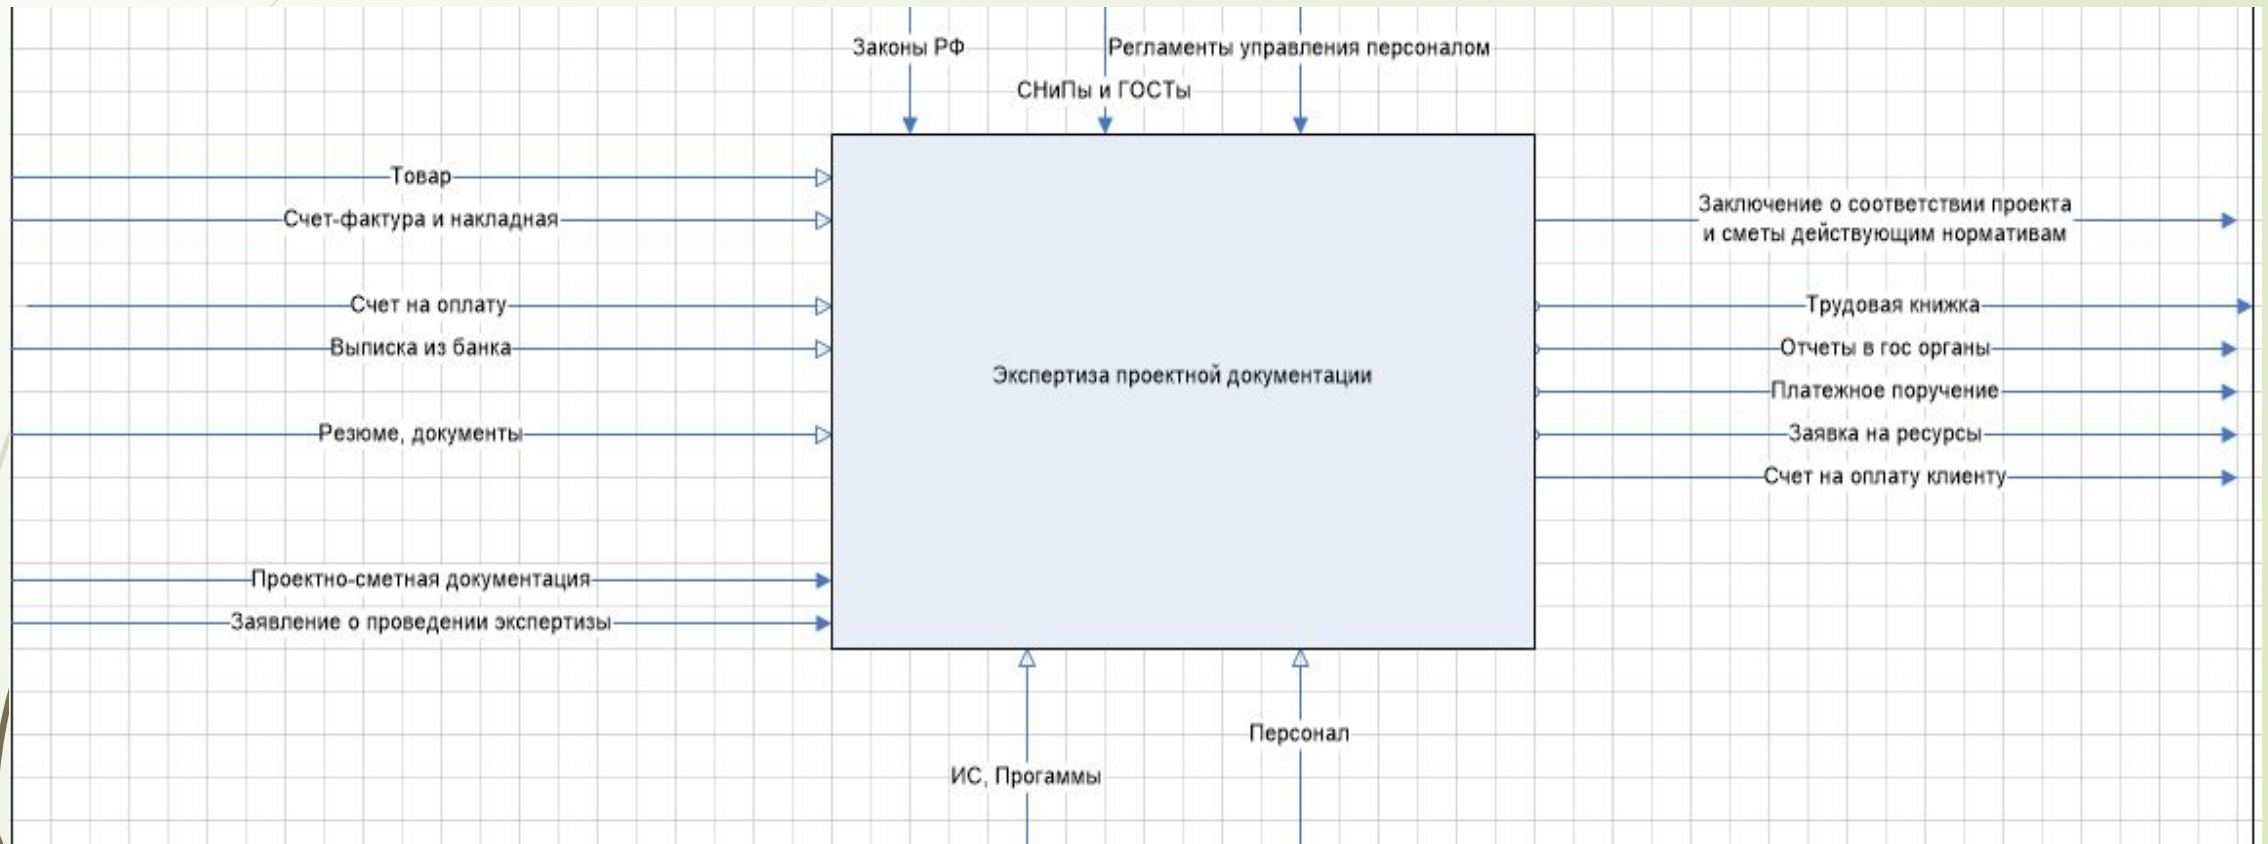 Законы РФ
Регламенты управления персоналом
СНиПы и ГОСТы
Товар
Счет-фактура и накладная
Счет на оплату
Выписка из банка
Резюме, документы
Проектно-сметная документация
Заявление о проведении экспертизы
Экспертиза проектной документации
Заключение о соответствии проекта
и сметы действующим нормативам
Трудовая книжка
Отчеты в гос органы
Платежное поручение
Заявка на ресурсы
Счет на оплату клиенту
Персонал
ИС, Прогаммы